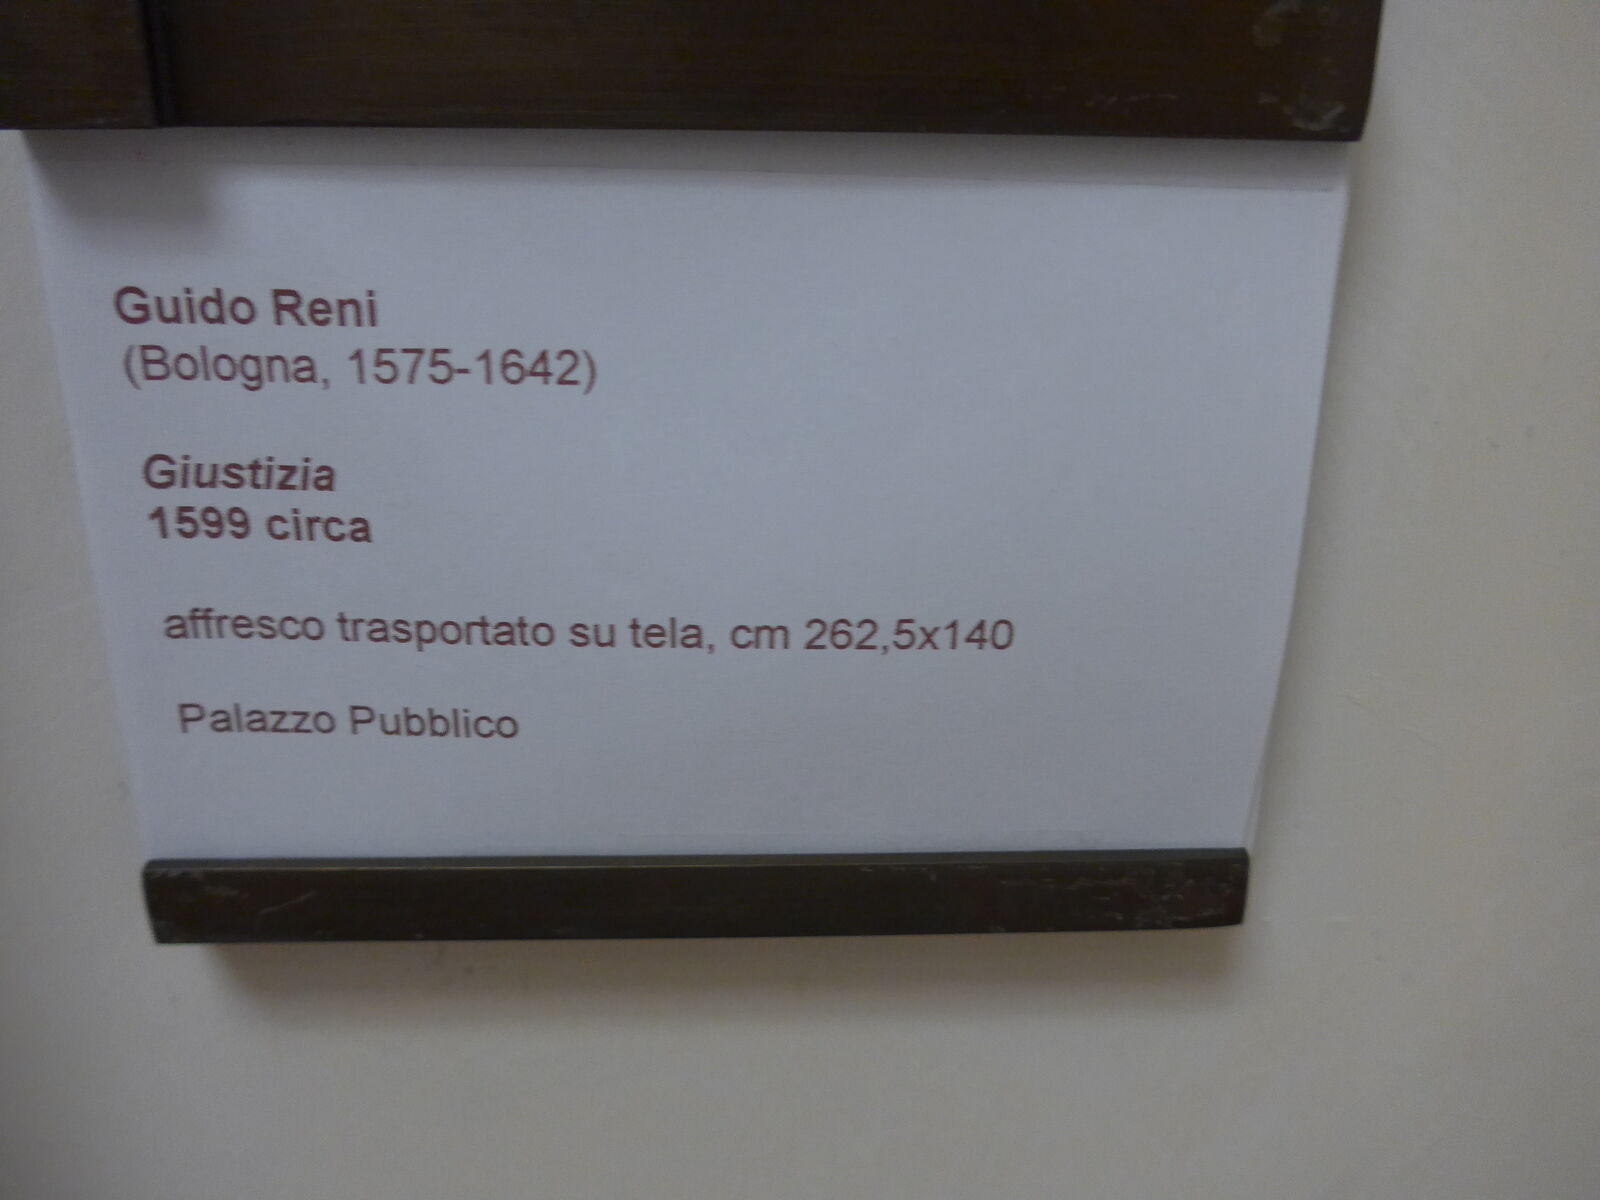 Guido Reni
(Bologna, 1575-1642)
Giustizia
1599 circa
affresco trasportato su tela, cm 262,5x140
Palazzo Pubblico